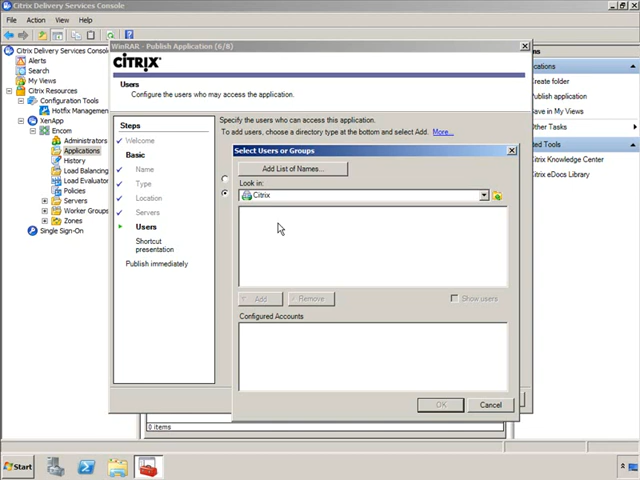 Citrix Delivery Services Console
File Action View Help
Citrix Delivery Services Conso
Alerts
Search
My Views
Citrix Resources
Configuration Tools
Hotfix Managemen
XenApp
Encom
Administrators
Applications
History
Load Balancing
Load Evaluator
Policies
Servers
Worker Groups
Zones
Single Sign-On
WinRAR - Publish Application (6/8)
CITRIX
Users
Configure the users who may access the application.
Steps
Welcome
Basic
Name
Type
Location
Servers
Users
Shortcut
presentation
Publish immediately
Specify the users who can access this application.
To add users, choose a directory type at the bottom and select Add. More...
Select Users or Groups
Add List of Names...
Look in:
Citrix
< Add
< Remove
Show users
Configured Accounts
OK
Cancel
ns
cations
Create folder
Publish application
Save in My Views
Other Tasks
ted Tools
Citrix Knowledge Center
Citrix eDocs Library
0 items
Start